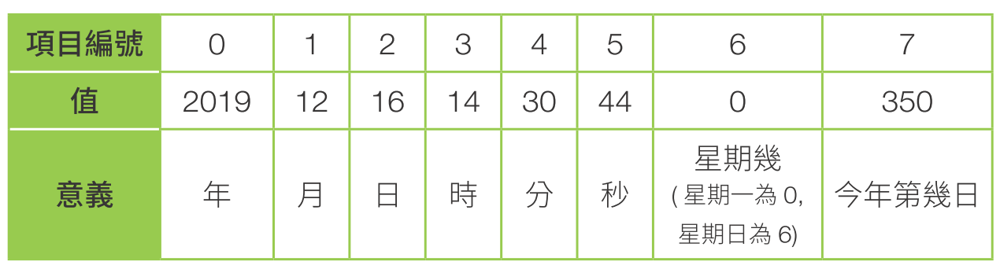 項目編號 0 1 2 3 4 5 6 7
值 2019 12 16 14 30 44 0 350
意義 年 月 日 時 分 秒 星期幾 今年第幾日
( 星期一為 0,
星期日為 6)